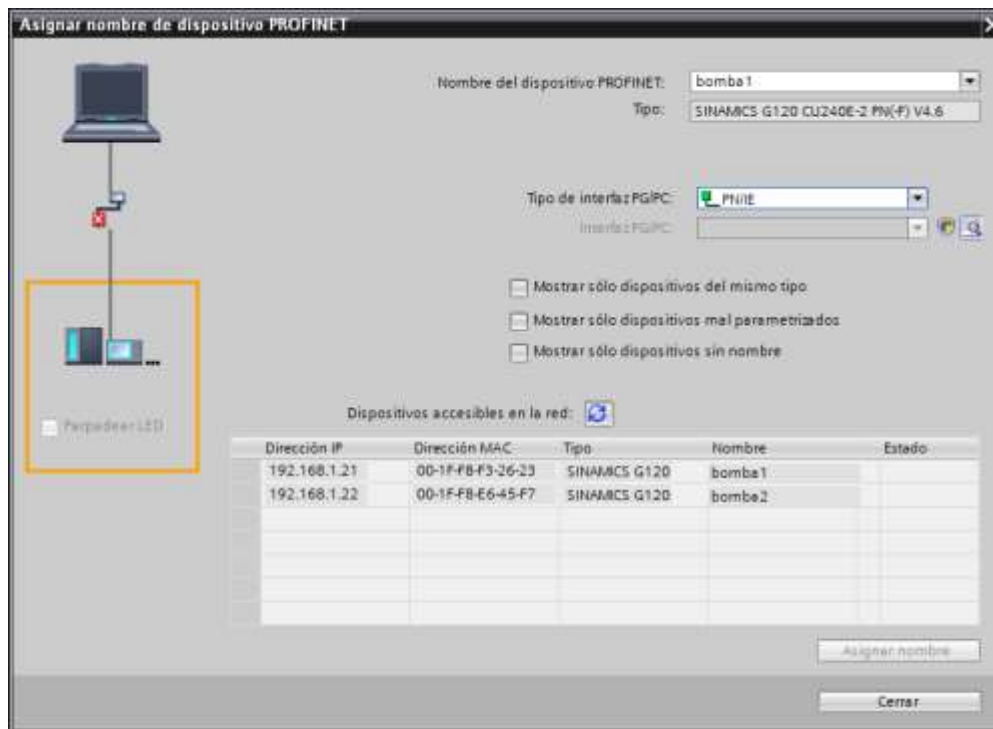 Asignar nombre de dispositivo PROFINET
Nombre del dispositivo PROFINET: bomba1
Tipo: SINAMICS G120 CU240E-2 PN(-F) V4.6
Tipo de interfaz PG/PC: PN/IE
Interfaz PG/PC:
Mostrar sólo dispositivos del mismo tipo
Mostrar sólo dispositivos mal parametrizados
Mostrar sólo dispositivos sin nombre
Dispositivos accesibles en la red:
Parpadear LED
Dirección IP Dirección MAC Tipo Nombre Estado
192.168.1.21 00-1F-F8-F3-26-23 SINAMICS G120 bomba1
192.168.1.22 00-1F-F8-E6-45-F7 SINAMICS G120 bomba2
Asignar nombre
Cerrar